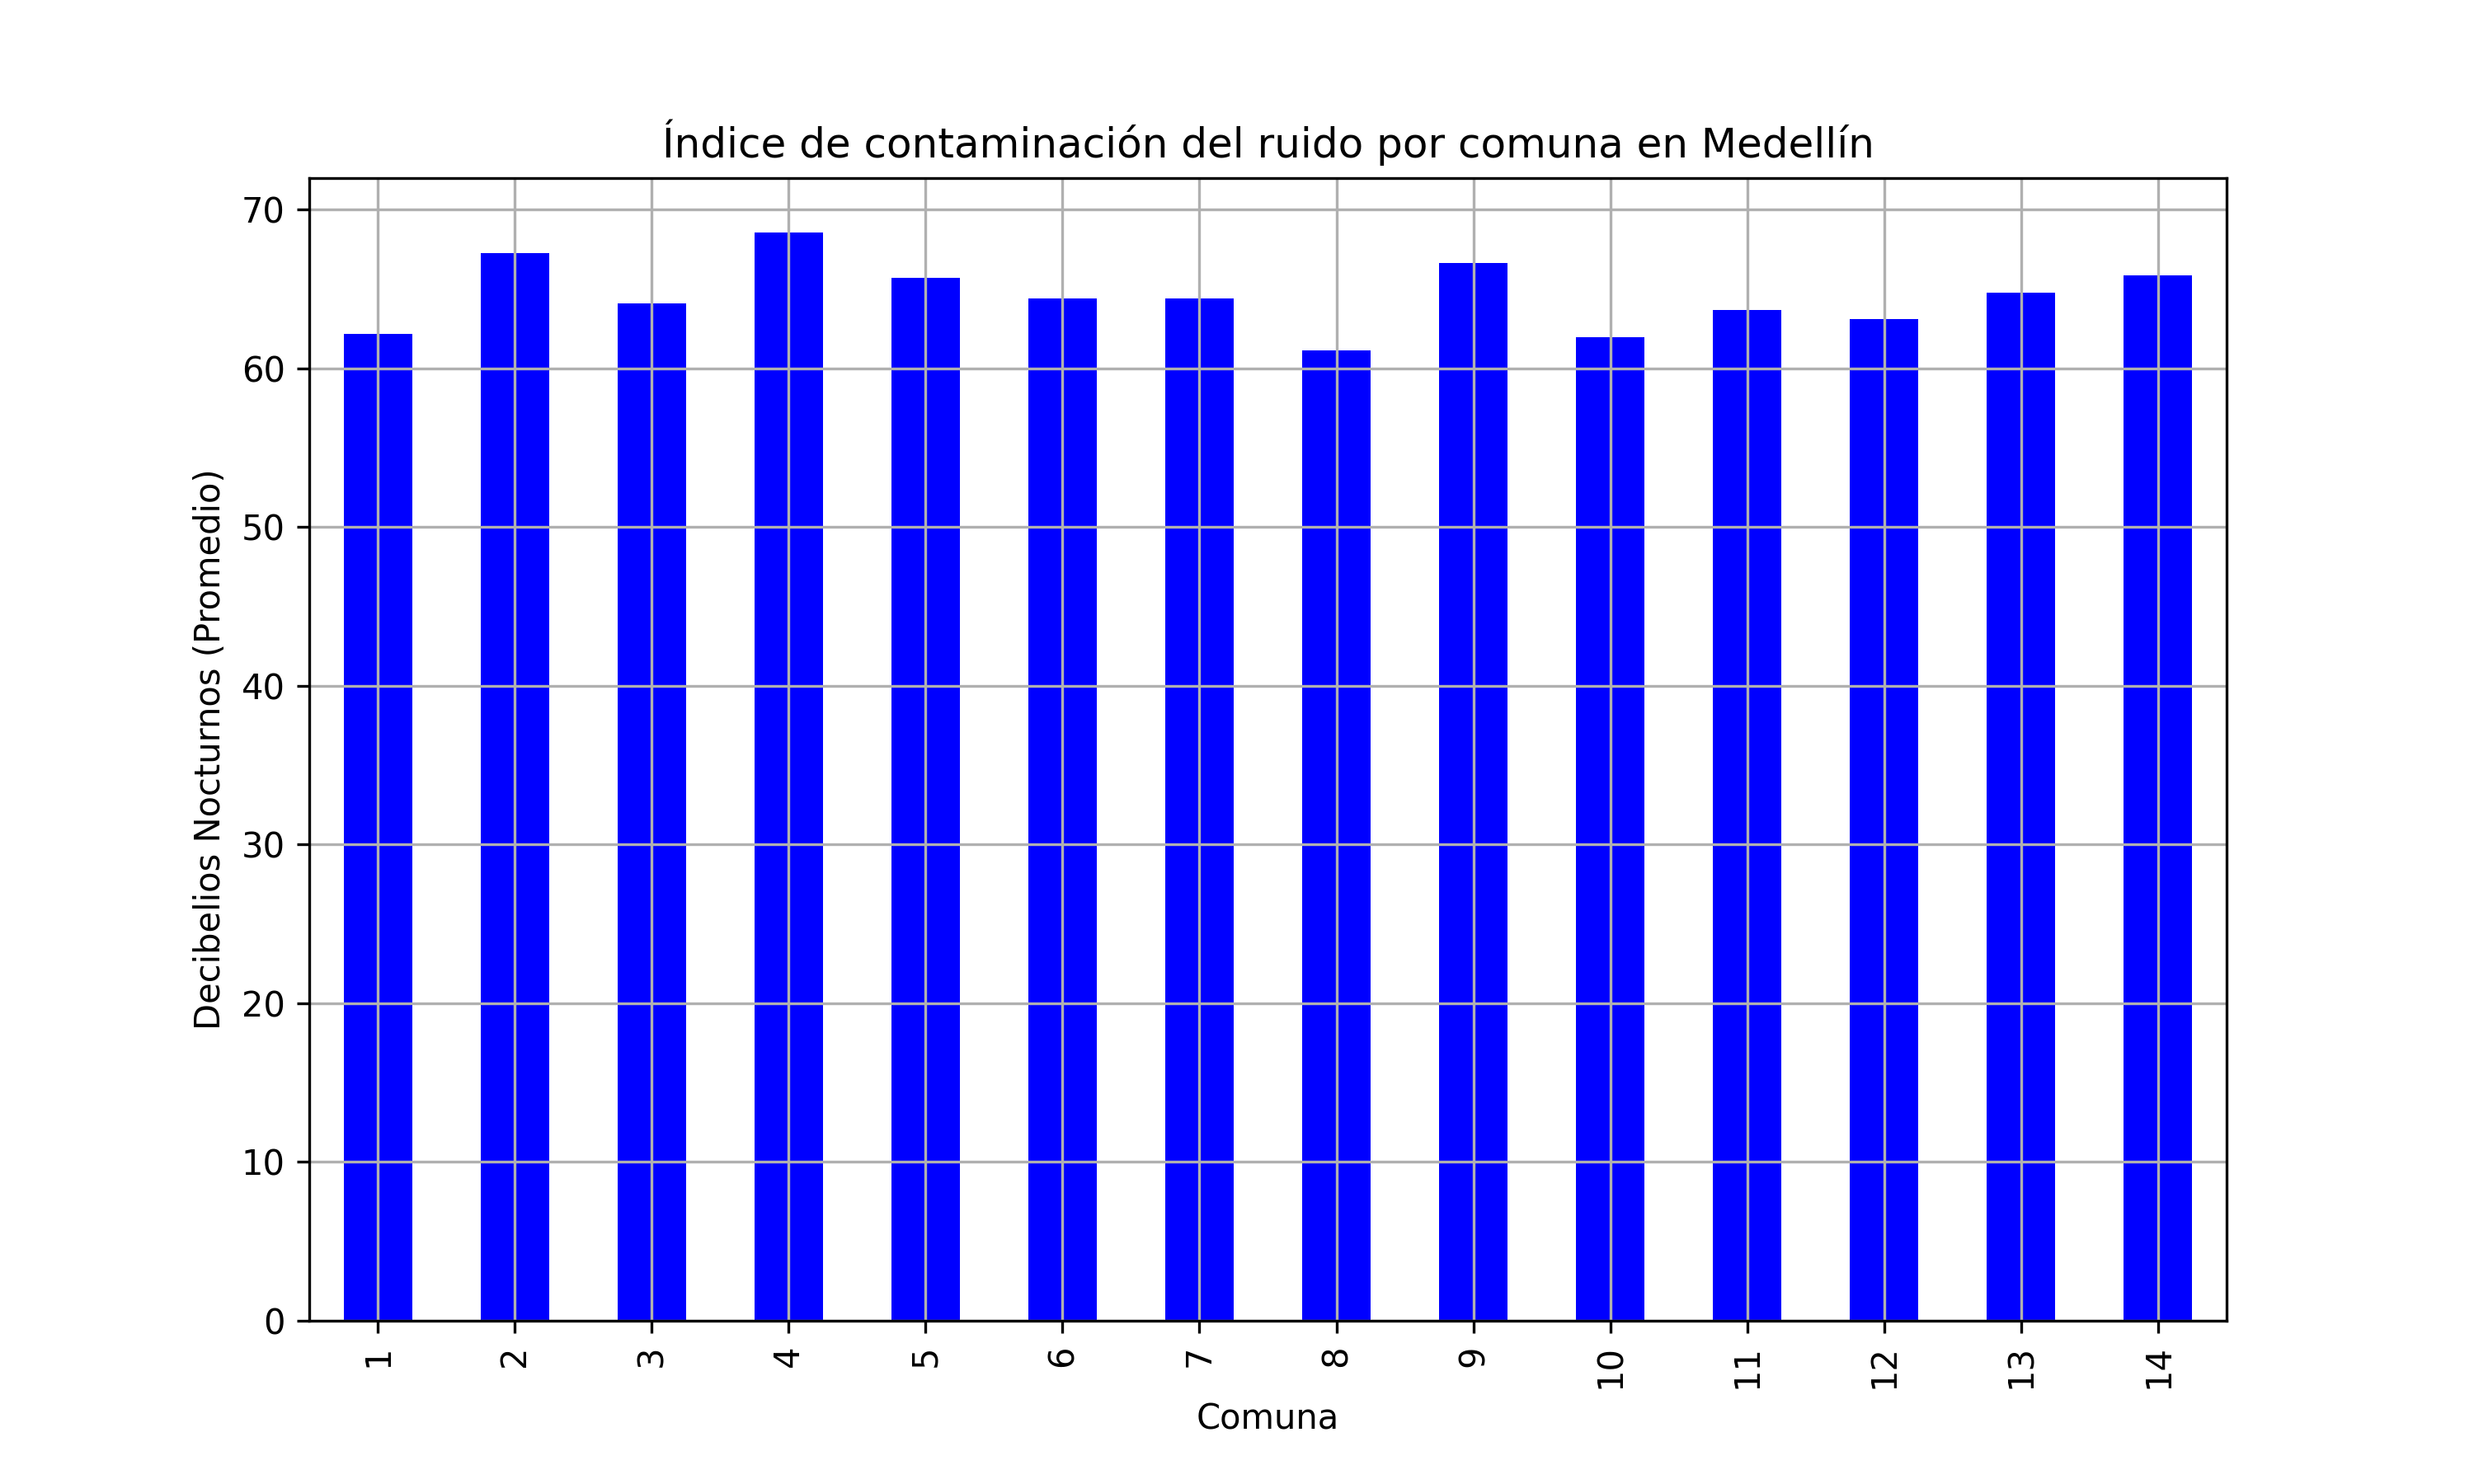 Índice de contaminación del ruido por comuna en Medellín
Decibelios Nocturnos (Promedio)
70
60
50
40
30
20
10
0
1 2 3 4 5 6 7 8 9 10 11 12 13 14
Comuna